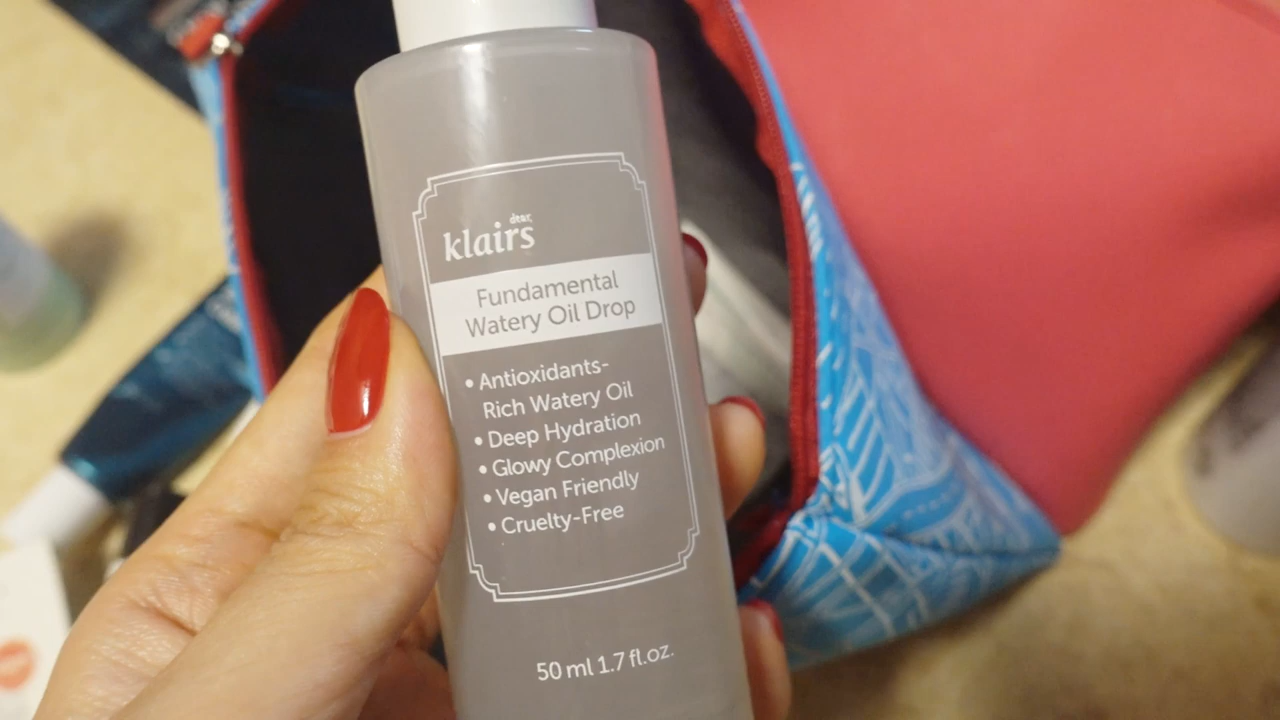 dear,
klairs
Fundamental
Watery Oil Drop
• Antioxidants-
Rich Watery Oil
• Deep Hydration
• Glowy Complexion
• Vegan Friendly
• Cruelty-Free
50 ml 1.7 fl.oz.